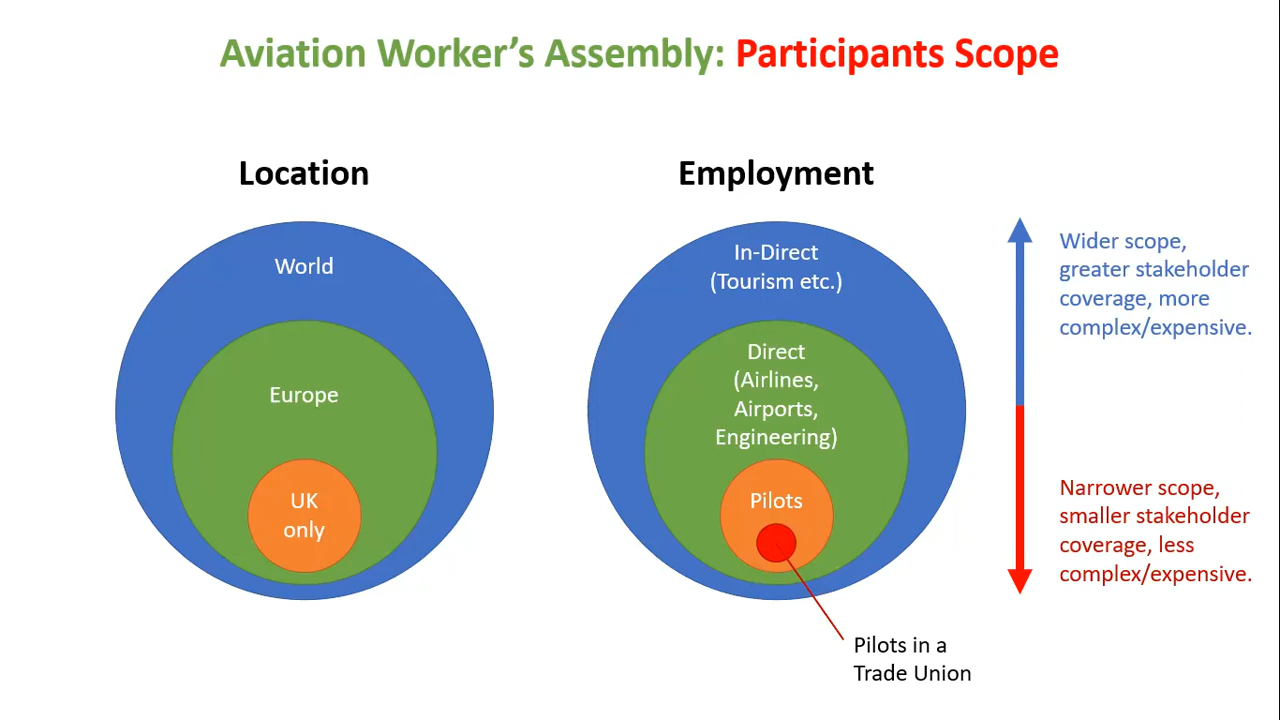 Aviation Worker's Assembly: Participants Scope
Location
World
Europe
UK
only
Employment
In-Direct
(Tourism etc.)
Direct
(Airlines,
Airports,
Engineering)
Pilots
Pilots in a
Trade Union
Wider scope,
greater stakeholder
coverage, more
complex/expensive.
Narrower scope,
smaller stakeholder
coverage, less
complex/expensive.